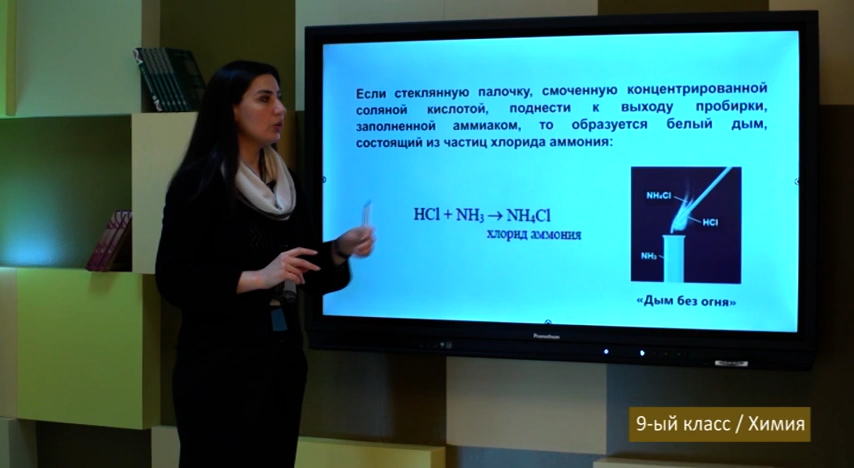 Если стеклянную палочку, смоченную концентрированной
соляной кислотой, поднести к выходу пробирки,
заполненной аммиаком, то образуется белый дым,
состоящий из частиц хлорида аммония:
HCl + NH₃ → NH₄Cl
хлорид аммония
NH₄Cl
HCl
NH₃
«Дым без огня»
Promethean
9-ый класс / Химия